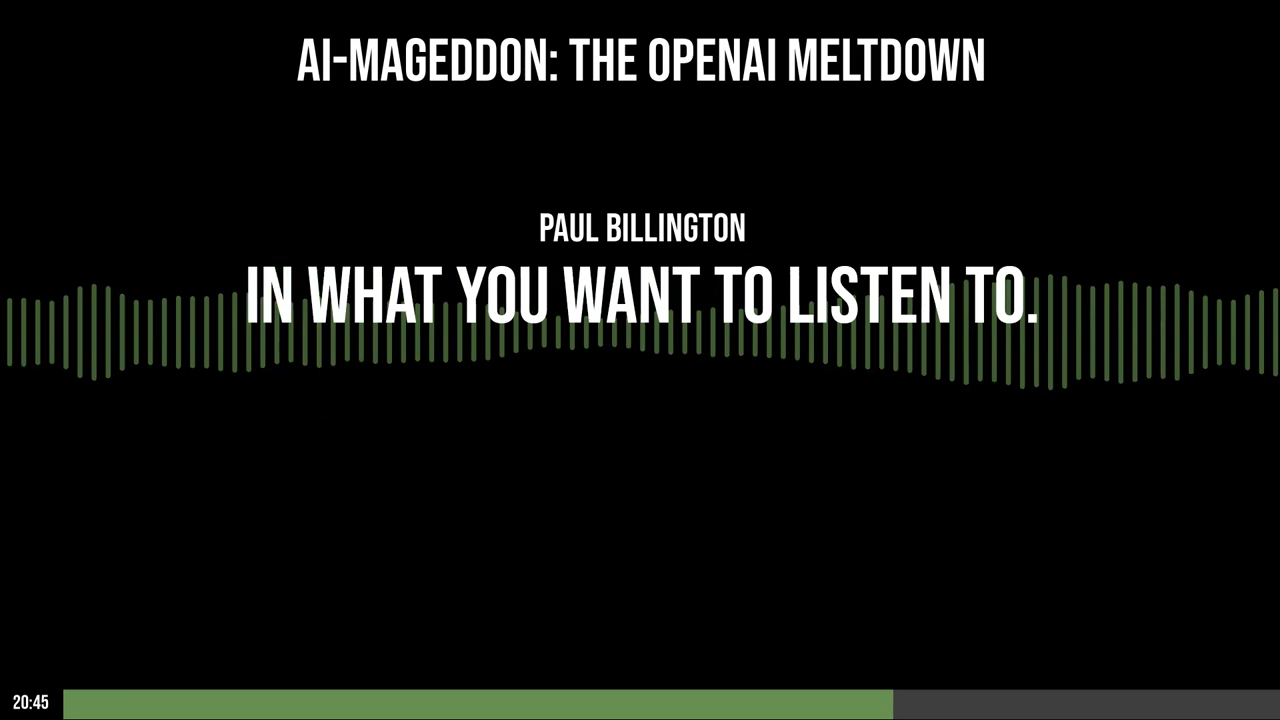 AI-MAGEDDON: THE OPENAI MELTDOWN
PAUL BILLINGTON
IN WHAT YOU WANT TO LISTEN TO.
20:45